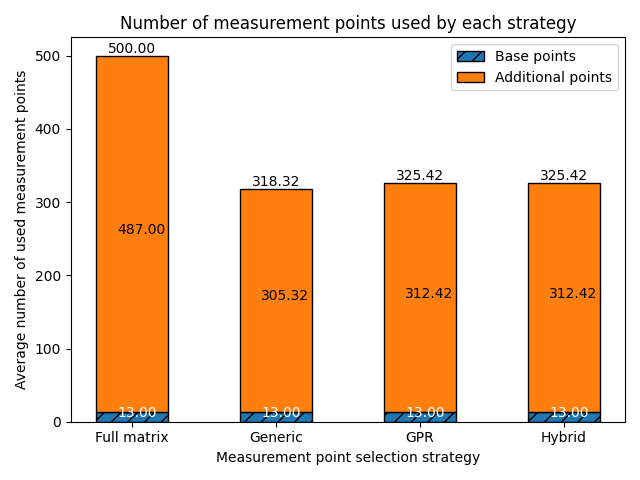 Number of measurement points used by each strategy
Average number of used measurement points
500
400
300
200
100
0
Base points
Additional points
500.00
318.32
325.42
325.42
487.00
305.32
312.42
312.42
13.00
13.00
13.00
13.00
Full matrix
Generic
GPR
Hybrid
Measurement point selection strategy